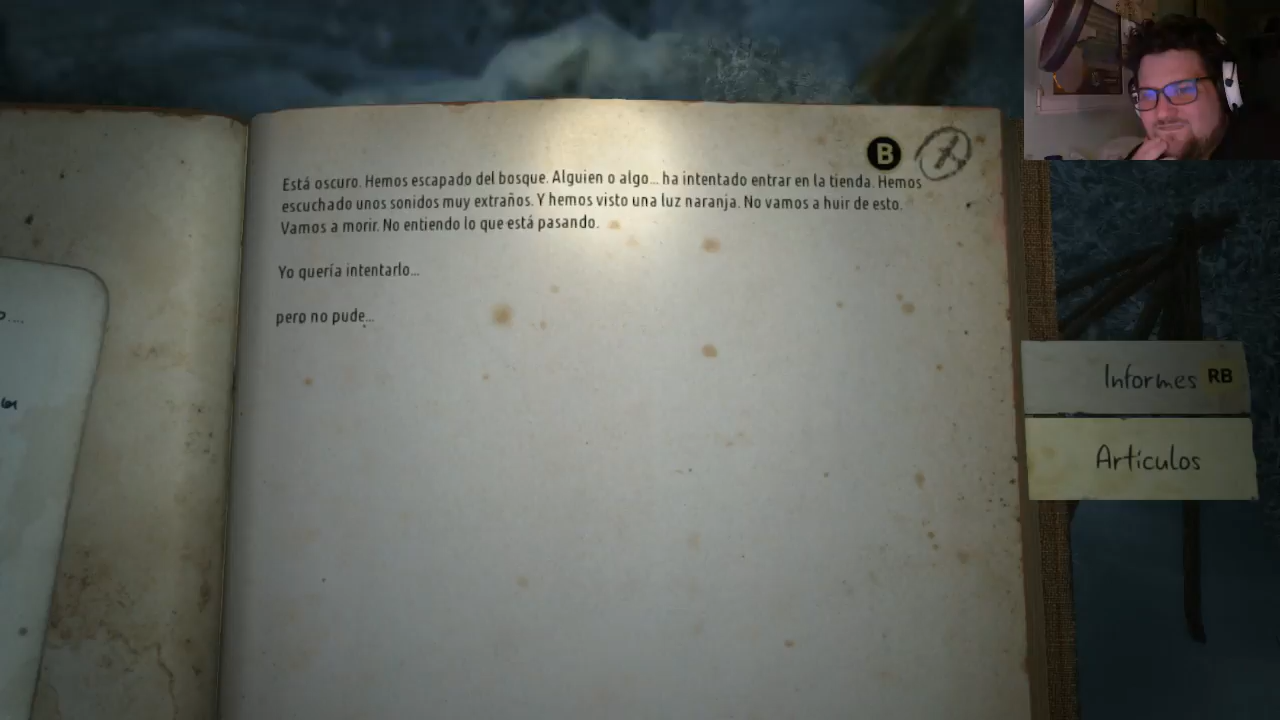 B
Está oscuro. Hemos escapado del bosque. Alguien o algo... ha intentado entrar en la tienda. Hemos
escuchado unos sonidos muy extraños. Y hemos visto una luz naranja. No vamos a huir de esto.
Vamos a morir. No entiendo lo que está pasando.
Yo quería intentarlo...
pero no pude...
Informes RB
Artículos